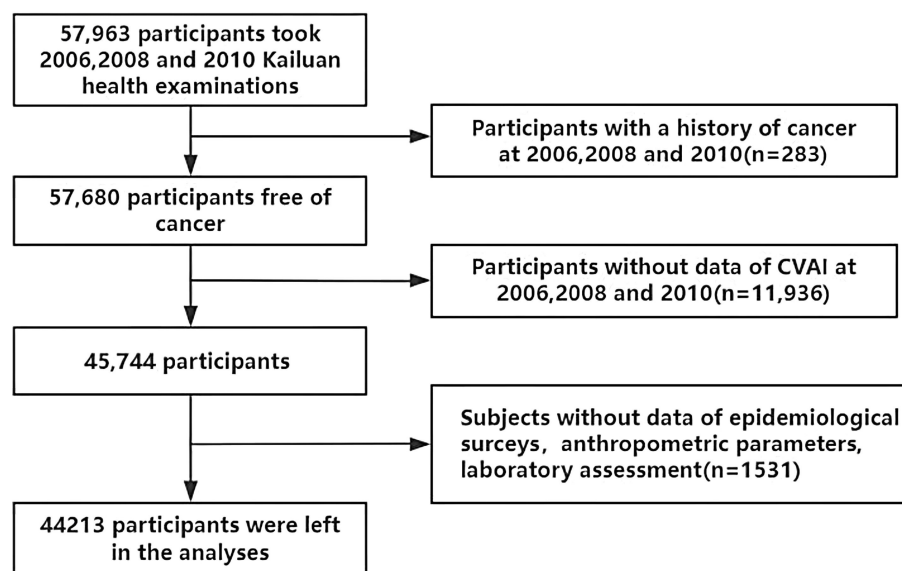 57,963 participants took
2006,2008 and 2010 Kailuan
health examinations
Participants with a history of cancer
at 2006,2008 and 2010(n=283)
57,680 participants free of
cancer
Participants without data of CVAI at
2006,2008 and 2010(n=11,936)
45,744 participants
Subjects without data of epidemiological
sureys, anthropometric parameters,
laboratory assessment(n=1531)
44213 participants were left
in the analyses